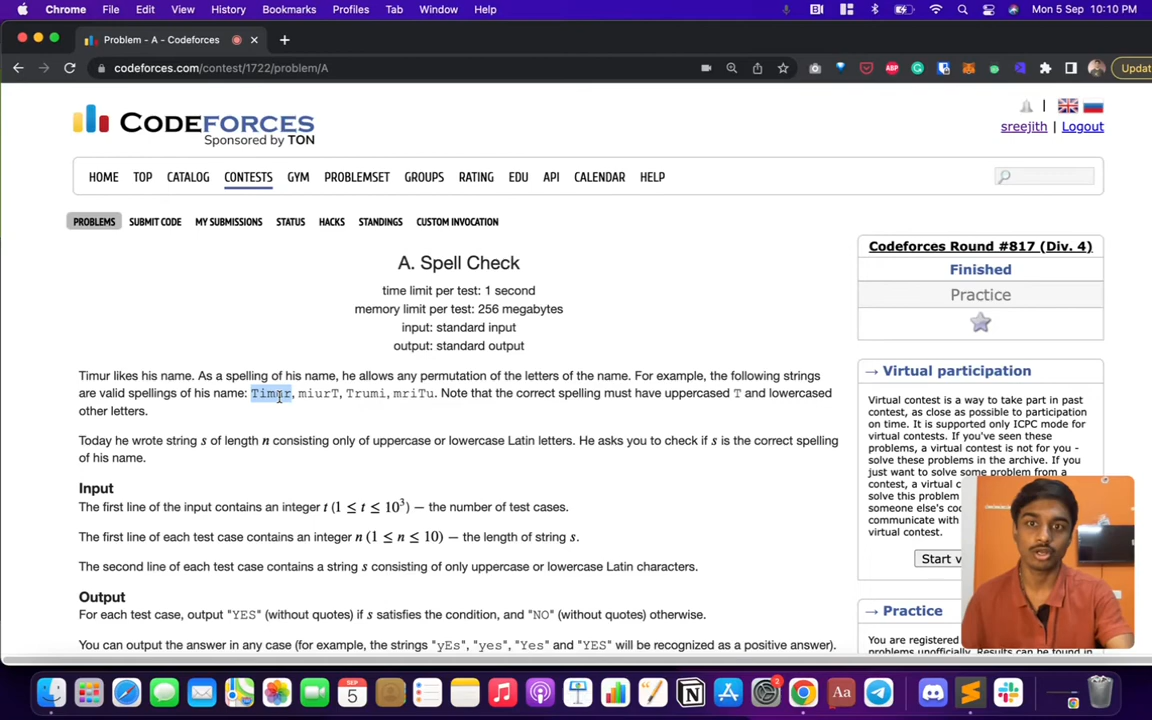 Chrome File Edit View History Bookmarks Profiles Tab Window Help Mon 5 Sep 10:10 PM
Problem - A - Codeforces
codeforces.com/contest/1722/problem/A
ABP
Updat
CODEFORCES
Sponsored by TON
sreejith | Logout
HOME TOP CATALOG CONTESTS GYM PROBLEMSET GROUPS RATING EDU API CALENDAR HELP
PROBLEMS SUBMIT CODE MY SUBMISSIONS STATUS HACKS STANDINGS CUSTOM INVOCATION
A. Spell Check
time limit per test: 1 second
memory limit per test: 256 megabytes
input: standard input
output: standard output
Timur likes his name. As a spelling of his name, he allows any permutation of the letters of the name. For example, the following strings
are valid spellings of his name: Timur, miurT, Trumi, mriTu. Note that the correct spelling must have uppercased T and lowercased
other letters.
Today he wrote string s of length n consisting only of uppercase or lowercase Latin letters. He asks you to check if s is the correct spelling
of his name.
Input
The first line of the input contains an integer t (1 ≤ t ≤ 10³) — the number of test cases.
The first line of each test case contains an integer n (1 ≤ n ≤ 10) — the length of string s.
The second line of each test case contains a string s consisting of only uppercase or lowercase Latin characters.
Output
For each test case, output "YES" (without quotes) if s satisfies the condition, and "NO" (without quotes) otherwise.
You can output the answer in any case (for example, the strings "yEs", "yes", "Yes" and "YES" will be recognized as a positive answer).
Codeforces Round #817 (Div. 4)
Finished
Practice
→ Virtual participation
Virtual contest is a way to take part in past
contest, as close as possible to participation
on time. It is supported only ICPC mode for
virtual contests. If you've seen these
problems, a virtual contest is not for you -
solve these problems in the archive. If you
just want to solve some problem from a
contest, a virtual c
solve this problem
someone else's cod
communicate with
virtual contest.
Start v
→ Practice
You are registered
problems unofficially. Results can be found in
SEP
5
2
Aa